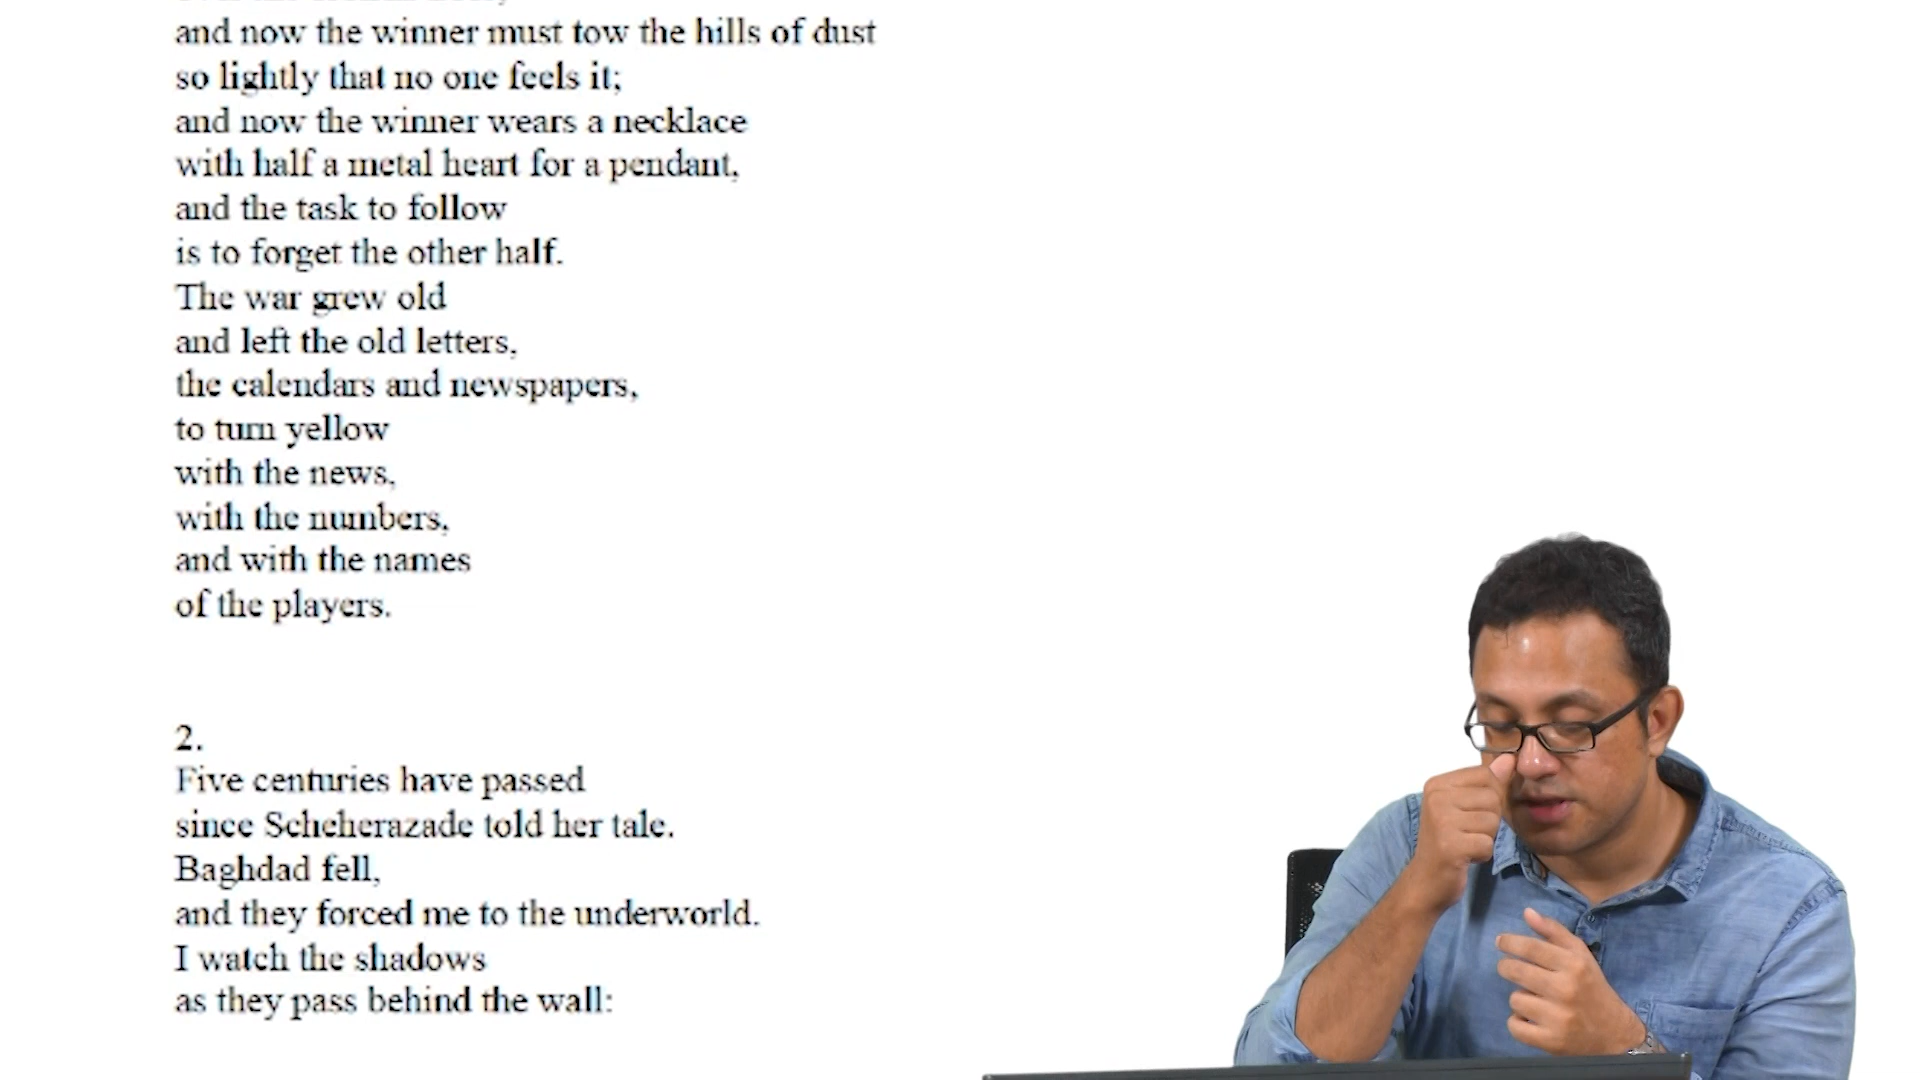 and now the winner must tow the hills of dust
so lightly that no one feels it;
and now the winner wears a necklace
with half a metal heart for a pendant,
and the task to follow
is to forget the other half.
The war grew old
and left the old letters,
the calendars and newspapers,
to turn yellow
with the news,
with the numbers,
and with the names
of the players.
2.
Five centuries have passed
since Scheherazade told her tale.
Baghdad fell,
and they forced me to the underworld.
I watch the shadows
as they pass behind the wall: